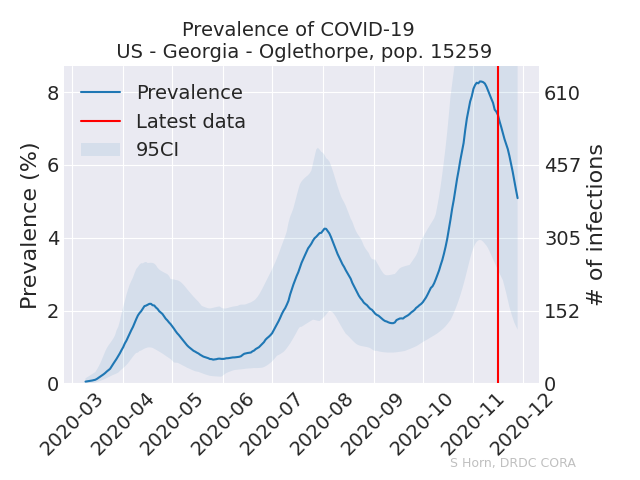 Prevalence of COVID-19
US - Georgia - Oglethorpe, pop. 15259
Prevalence
Latest data
95CI
Prevalence (%)
8
6
4
2
0
# of infections
610
457
305
152
0
2020-03
2020-04
2020-05
2020-06
2020-07
2020-08
2020-09
2020-10
2020-11
2020-12
S Horn, DRDC CORA